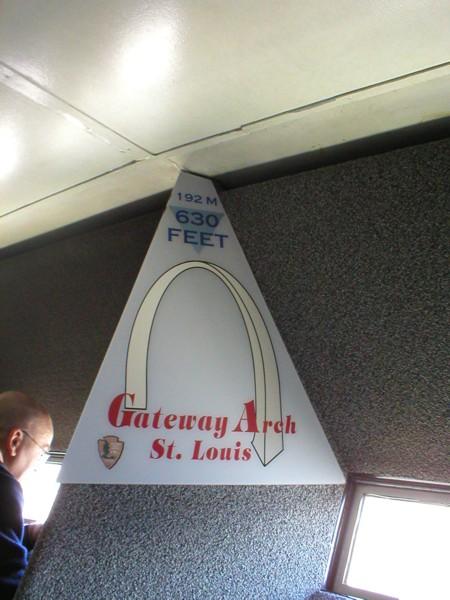 192 M
630
FEET
Gateway Arch
St. Louis